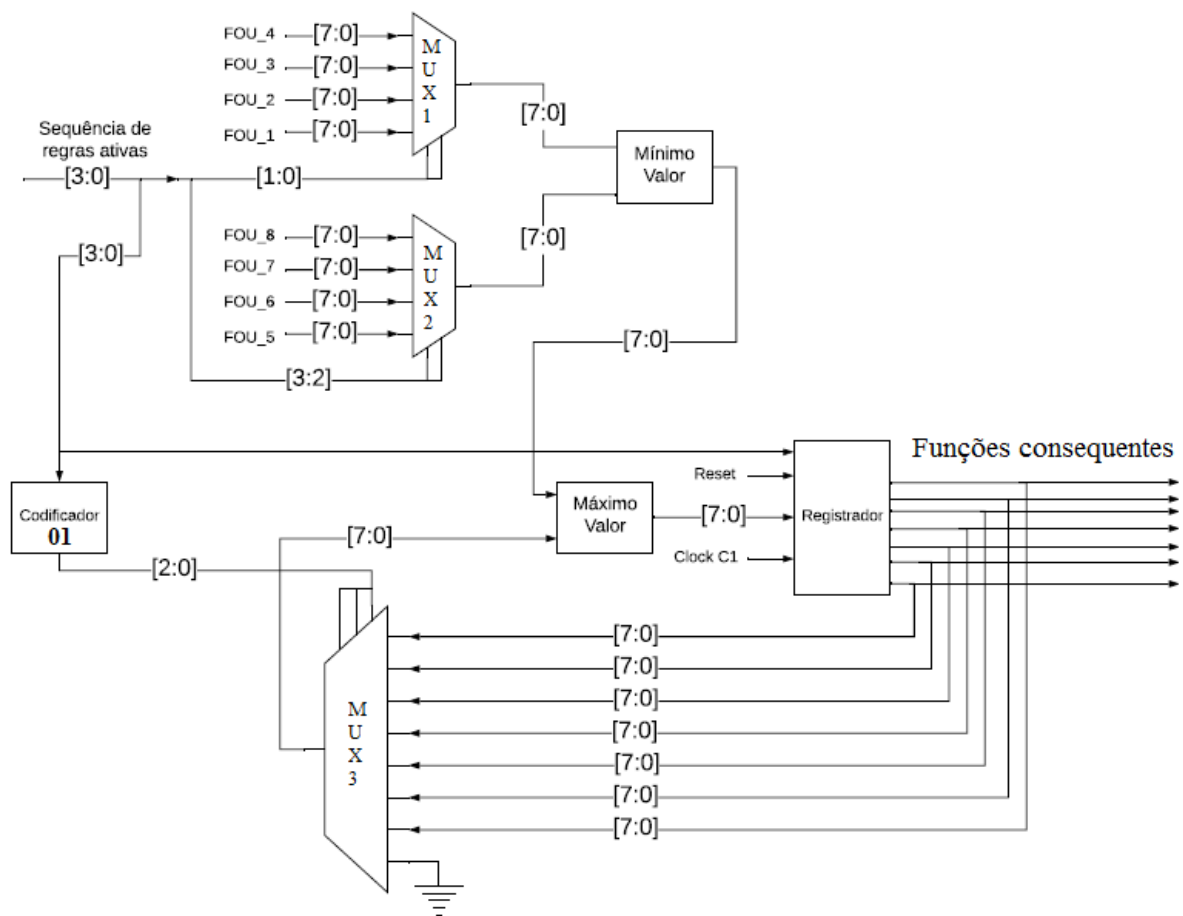 FOU_4 [7:0]
FOU_3 [7:0]
FOU_2 [7:0]
FOU_1 [7:0]
M
U
X
1
[7:0]
Sequência de
regras ativas
[3:0]
[1:0]
[3:0]
Mínimo
Valor
FOU_8 [7:0]
FOU_7 [7:0]
FOU_6 [7:0]
FOU_5 [7:0]
M
U
X
2
[7:0]
[3:2]
[7:0]
Funções consequentes
Codificador
01
Reset
Máximo
Valor
[7:0]
Registrador
Clock C1
[7:0]
[2:0]
M
U
X
3
[7:0]
[7:0]
[7:0]
[7:0]
[7:0]
[7:0]
[7:0]